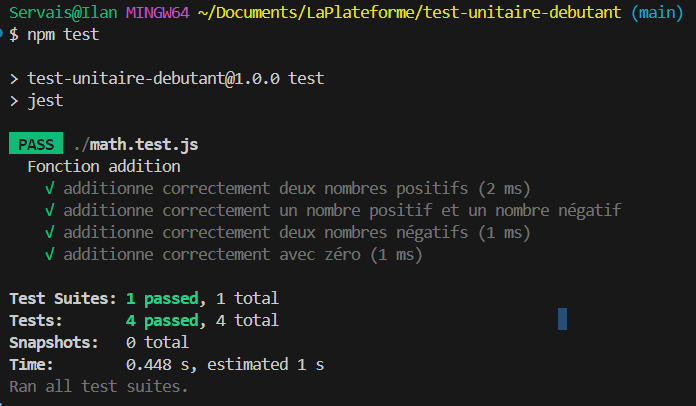 Servais@Ilan MINGW64 ~/Documents/LaPlateforme/test-unitaire-debutant (main)
$ npm test
> test-unitaire-debutant@1.0.0 test
> jest
PASS ./math.test.js
Fonction addition
√ additionne correctement deux nombres positifs (2 ms)
√ additionne correctement un nombre positif et un nombre négatif
√ additionne correctement deux nombres négatifs (1 ms)
√ additionne correctement avec zéro (1 ms)
Test Suites: 1 passed, 1 total
Tests: 4 passed, 4 total
Snapshots: 0 total
Time: 0.448 s, estimated 1 s
Ran all test suites.